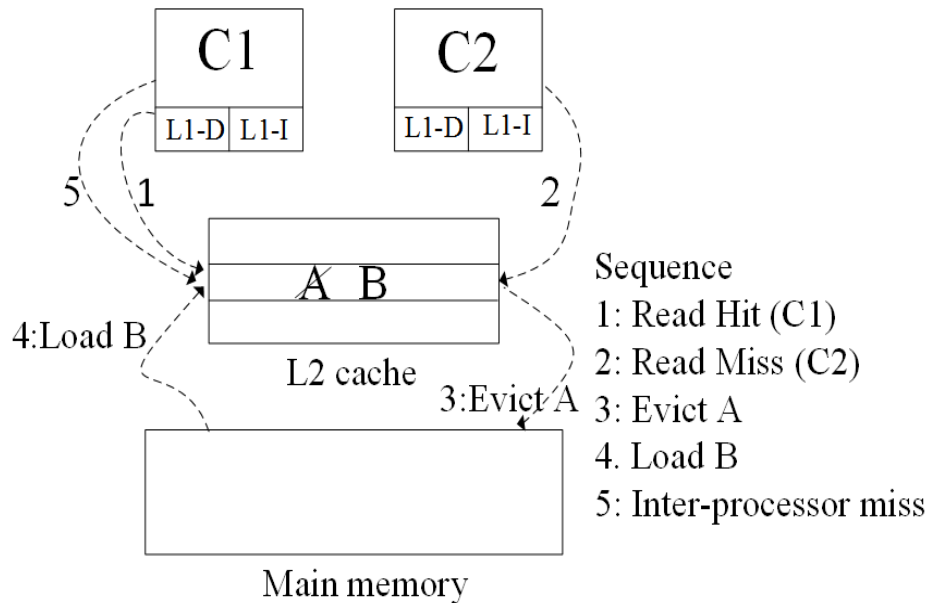 C1
C2
L1-D L1-I
L1-D L1-I
5
1
2
A B
Sequence
1: Read Hit (C1)
4:Load B
L2 cache
2: Read Miss (C2)
3:Evict A
3: Evict A
4. Load B
5: Inter-processor miss
Main memory